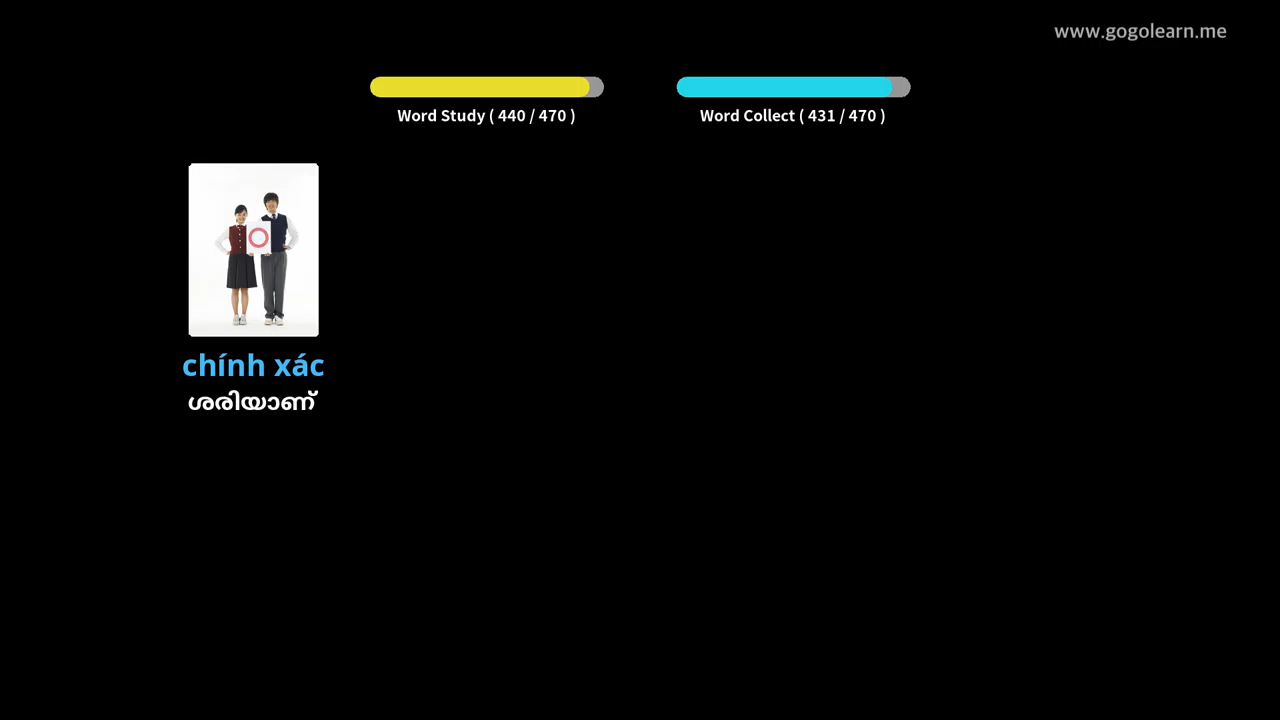 www.gogolearn.me
Word Study ( 440 / 470 )
Word Collect ( 431 / 470 )
chính xác
ശരിയാണ്